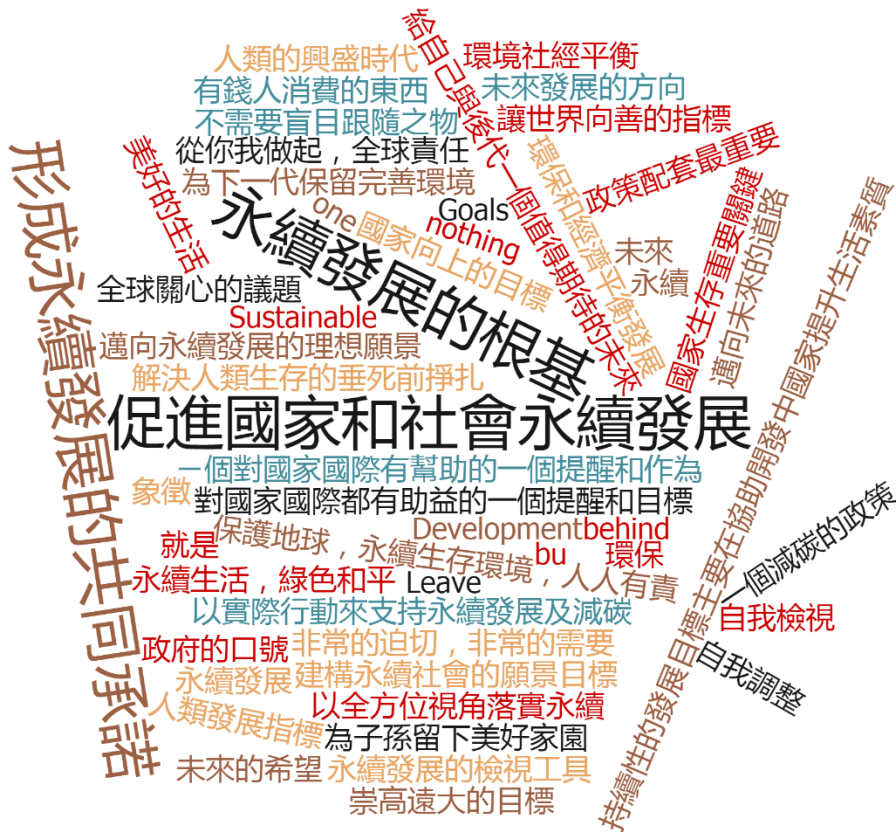 人類的興盛時代
環境社經平衡
有錢人消費的東西
未來發展的方向
不需要盲目跟隨之物
讓世界向善的指標
給自己與後代一個值得期待的未來
從你我做起，全球責任
美好的生活
為下一代保留完善環境
環保和經濟平衡發展
政策配套最重要
one
Goals
永續發展的根基
國家向上的目標
nothing
未來
永續
國家生存重要關鍵
邁向未來的道路
形成永續發展的共同承諾
全球關心的議題
Sustainable
邁向永續發展的理想願景
解決人類生存的垂死前掙扎
促進國家和社會永續發展
持續性的發展目標主要在協助開發中國家提升生活素質
一個對國家國際有幫助的一個提醒和作為
象徵
對國家國際都有助益的一個提醒和目標
保護地球，永續生存環境，人人有責
Development
behind
就是
bu
環保
一個減碳的政策
永續生活，綠色和平
Leave
以實際行動來支持永續發展及減碳
自我檢視
政府的口號
非常的迫切，非常的需要
自我調整
永續發展
建構永續社會的願景目標
人類發展指標
以全方位視角落實永續
為子孫留下美好家園
未來的希望
永續發展的檢視工具
崇高遠大的目標